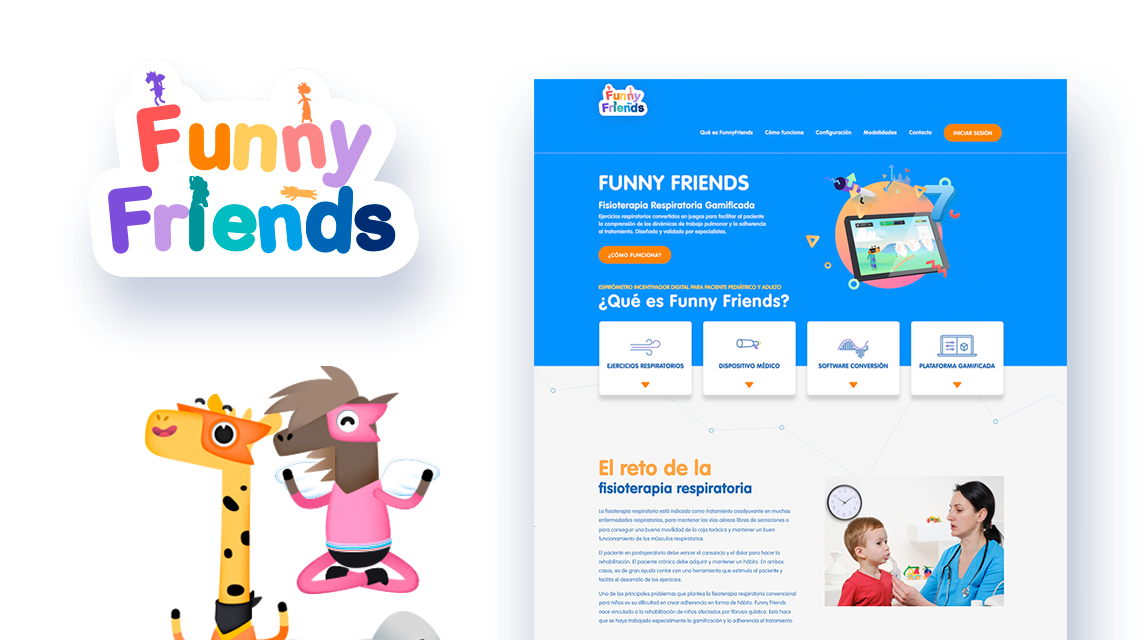 Funny
Friends
Funny
Friends
Qué es FunnyFriends
Cómo funciona
Configuración
Modalidades
Contacto
INICIAR SESIÓN
FUNNY FRIENDS
Fisioterapia Respiratoria Gamificada
Ejercicios respiratorios convertidos en juegos para facilitar al paciente
la comprensión de las dinámicas de trabajo pulmonar y la adherencia
al tratamiento. Diseñado y validado por especialistas.
¿CÓMO FUNCIONA?
ESPIRÓMETRO INCENTIVADOR DIGITAL PARA PACIENTE PEDIÁTRICO Y ADULTO
¿Qué es Funny Friends?
EJERCICIOS RESPIRATORIOS
DISPOSITIVO MÉDICO
SOFTWARE CONVERSIÓN
PLATAFORMA GAMIFICADA
El reto de la
fisioterapia respiratoria
La fisioterapia respiratoria está indicada como tratamiento coadyuvante en muchas
enfermedades respiratorias, para mantener las vías aéreas libres de secreciones o
para conseguir una buena movilidad de la caja torácica y mantener un buen
funcionamiento de los músculos respiratorios.
El paciente en postoperatorio debe vencer el cansancio y el dolor para hacer la
rehabilitación. El paciente crónico debe adquirir y mantener un hábito. En ambos
casos, es de gran ayuda contar con una herramienta que estimula al paciente y
facilita el desarrollo de los ejercicios.
Uno de los principales problemas que plantea la fisioterapia respiratoria convencional
para niños es su dificultad en crear adherencia en forma de hábito. Funny Friends
nace vinculado a la rehabilitación de niños afectados por fibrosis quística. Esto hace
que se haya trabajado especialmente la gamificación y la adherencia al tratamiento.